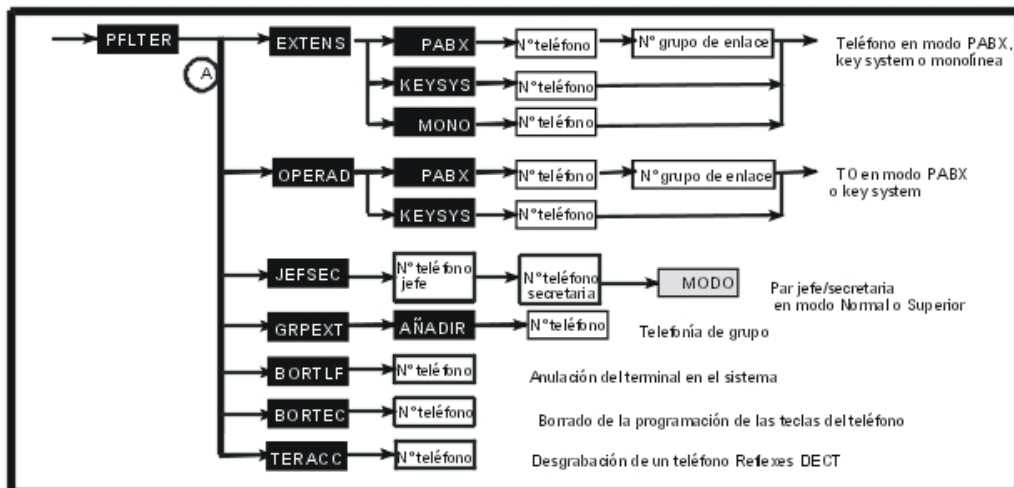 PFLTER
A
EXTENS
PABX
N° teléfono
N° grupo de enlace
Teléfono en modo PABX,
key system o monolínea
KEYSYS
N° teléfono
MONO
N° teléfono
OPERAD
PABX
N° teléfono
N° grupo de enlace
TO en modo PABX
o key system
KEYSYS
N° teléfono
JEFSEC
N° teléfono
jefe
N° teléfono
secretaria
MODO
Par jefe/secretaria
en modo Normal o Superior
GRPEXT
AÑADIR
N° teléfono
Telefonía de grupo
BORTLF
N° teléfono
Anulación del terminal en el sistema
BORTEC
N° teléfono
Borrado de la programación de las teclas del teléfono
TERACC
N° teléfono
Desgrabación de un teléfono Reflexes DECT